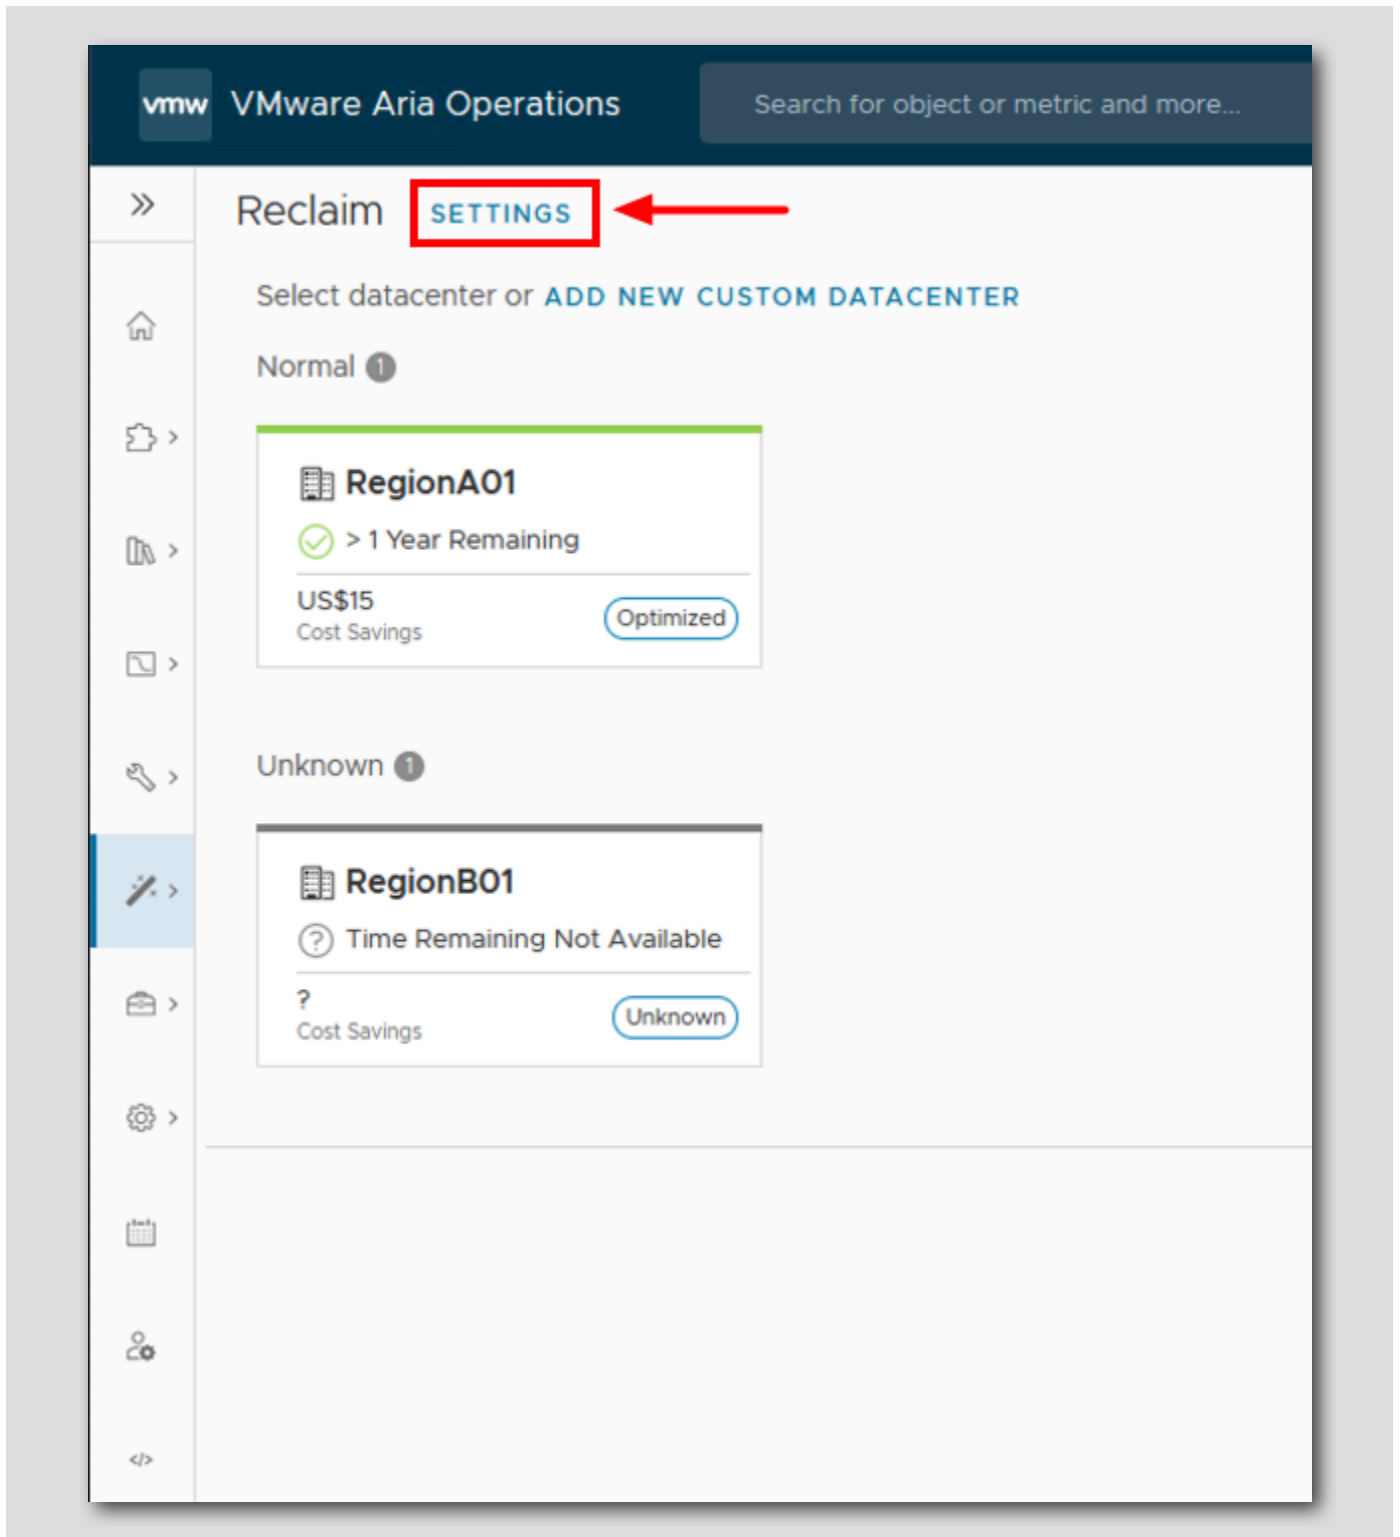 vmw VMware Aria Operations Search for object or metric and more...
Reclaim SETTINGS
Select datacenter or ADD NEW CUSTOM DATACENTER
Normal 1
RegionA01
> 1 Year Remaining
US$15
Cost Savings
Optimized
Unknown 1
RegionB01
? Time Remaining Not Available
?
Cost Savings
Unknown